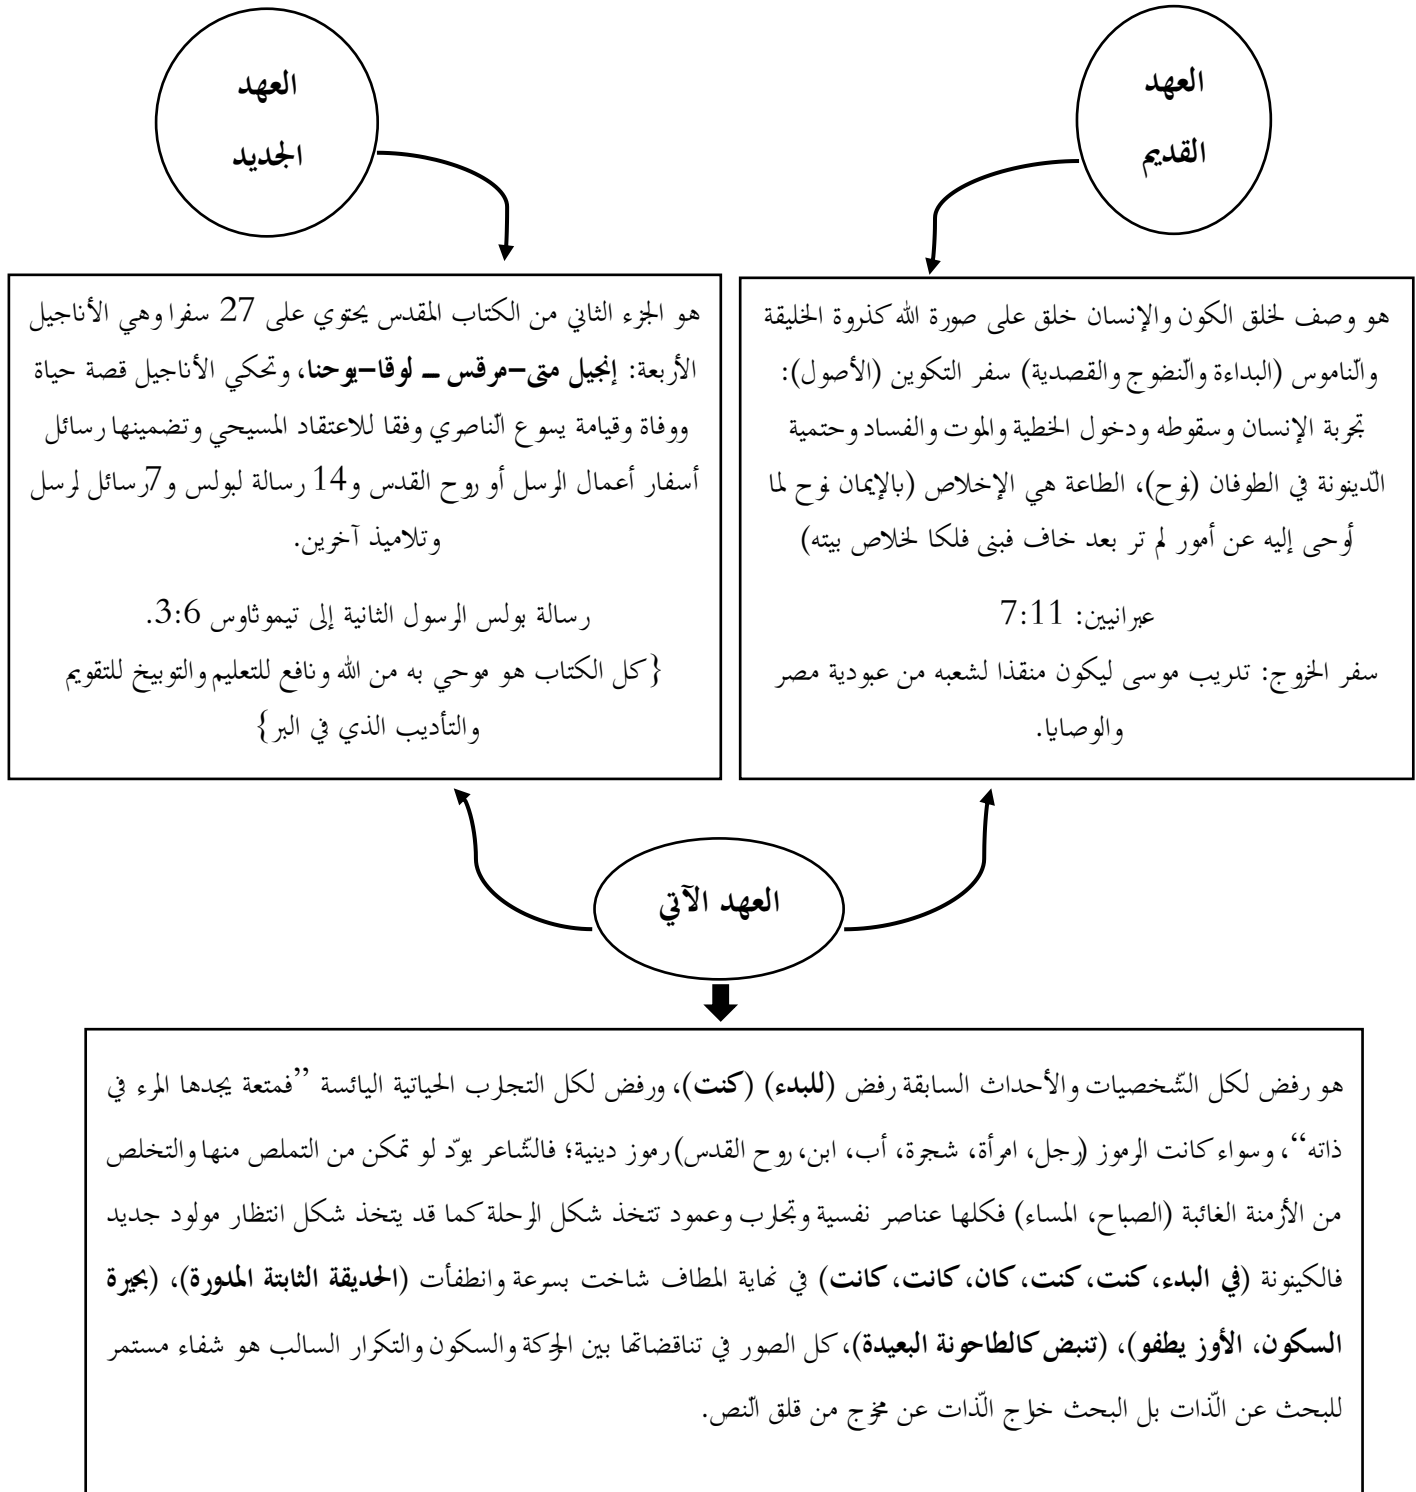 العهد
القديم
العهد
الجديد
هو وصف لخلق الكون والإنسان خلق على صورة الله كذروة الخليقة
والنّاموس (البداءة والنّضوج والقصدية) سفر التكوين (الأصول):
تجربة الإنسان وسقوطه ودخول الخطية والموت والفساد وحتمية
الدّينونة في الطوفان (نوح)، الطاعة هي الإخلاص (بالإيمان نوح لما
أوحى إليه عن أمور لم تر بعد خاف فبنى فلكا لخلاص بيته)
عبرانيين: 7:11
سفر الخروج: تدريب موسى ليكون منقذا لشعبه من عبودية مصر
والوصايا.
هو الجزء الثاني من الكتاب المقدس يحتوي على 27 سفرا وهي الأناجيل
الأربعة: إنجيل متى–مرقس ــ لوقا–يوحنا، وتحكي الأناجيل قصة حياة
ووفاة وقيامة يسوع النّاصري وفقا للاعتقاد المسيحي وتضمينها رسائل
أسفار أعمال الرسل أو روح القدس و14 رسالة لبولس و7رسائل لرسل
وتلاميذ آخرين.
رسالة بولس الرسول الثانية إلى تيموثاوس 3:6.
{كل الكتاب هو موحي به من الله ونافع للتعليم والتوبيخ للتقويم
والتأديب الذي في البر}
العهد الآتي
هو رفض لكل الشّخصيات والأحداث السابقة رفض (للبدء) (كنت)، ورفض لكل التجارب الحياتية اليائسة ’’فمتعة يجدها المرء في
ذاته‘‘، وسواء كانت الرموز (رجل، امرأة، شجرة، أب، ابن، روح القدس) رموز دينية؛ فالشّاعر يودّ لو تمكن من التملص منها والتخلص
من الأزمنة الغائبة (الصباح، المساء) فكلها عناصر نفسية وتجارب وعمود تتخذ شكل الرحلة كما قد يتخذ شكل انتظار مولود جديد
فالكينونة (في البدء، كنت، كنت، كان، كانت، كانت) في نهاية المطاف شاخت بسرعة وانطفأت (الحديقة الثابتة المدورة)، (بحيرة
السكون، الأوز يطفو)، (تنبض كالطاحونة البعيدة)، كل الصور في تناقضاتها بين الحركة والسكون والتكرار السالب هو شفاء مستمر
للبحث عن الذّات بل البحث خارج الذّات عن مخرج من قلق النّص.